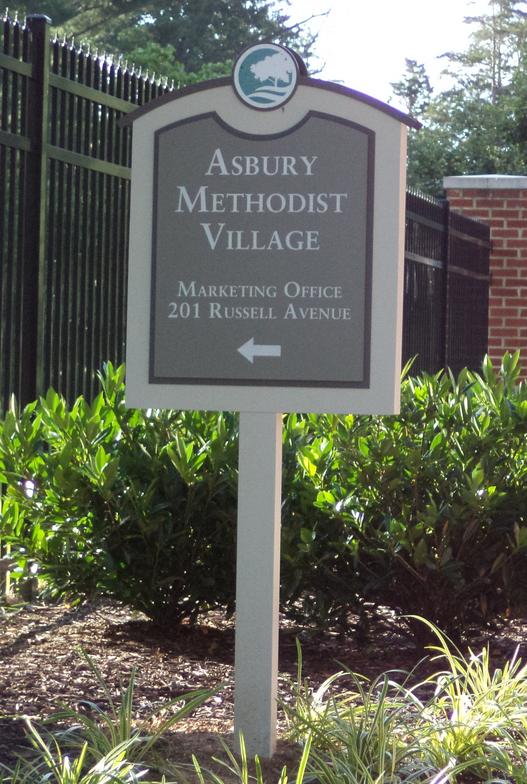 ASBURY
METHODIST
VILLAGE
MARKETING OFFICE
201 RUSSELL AVENUE